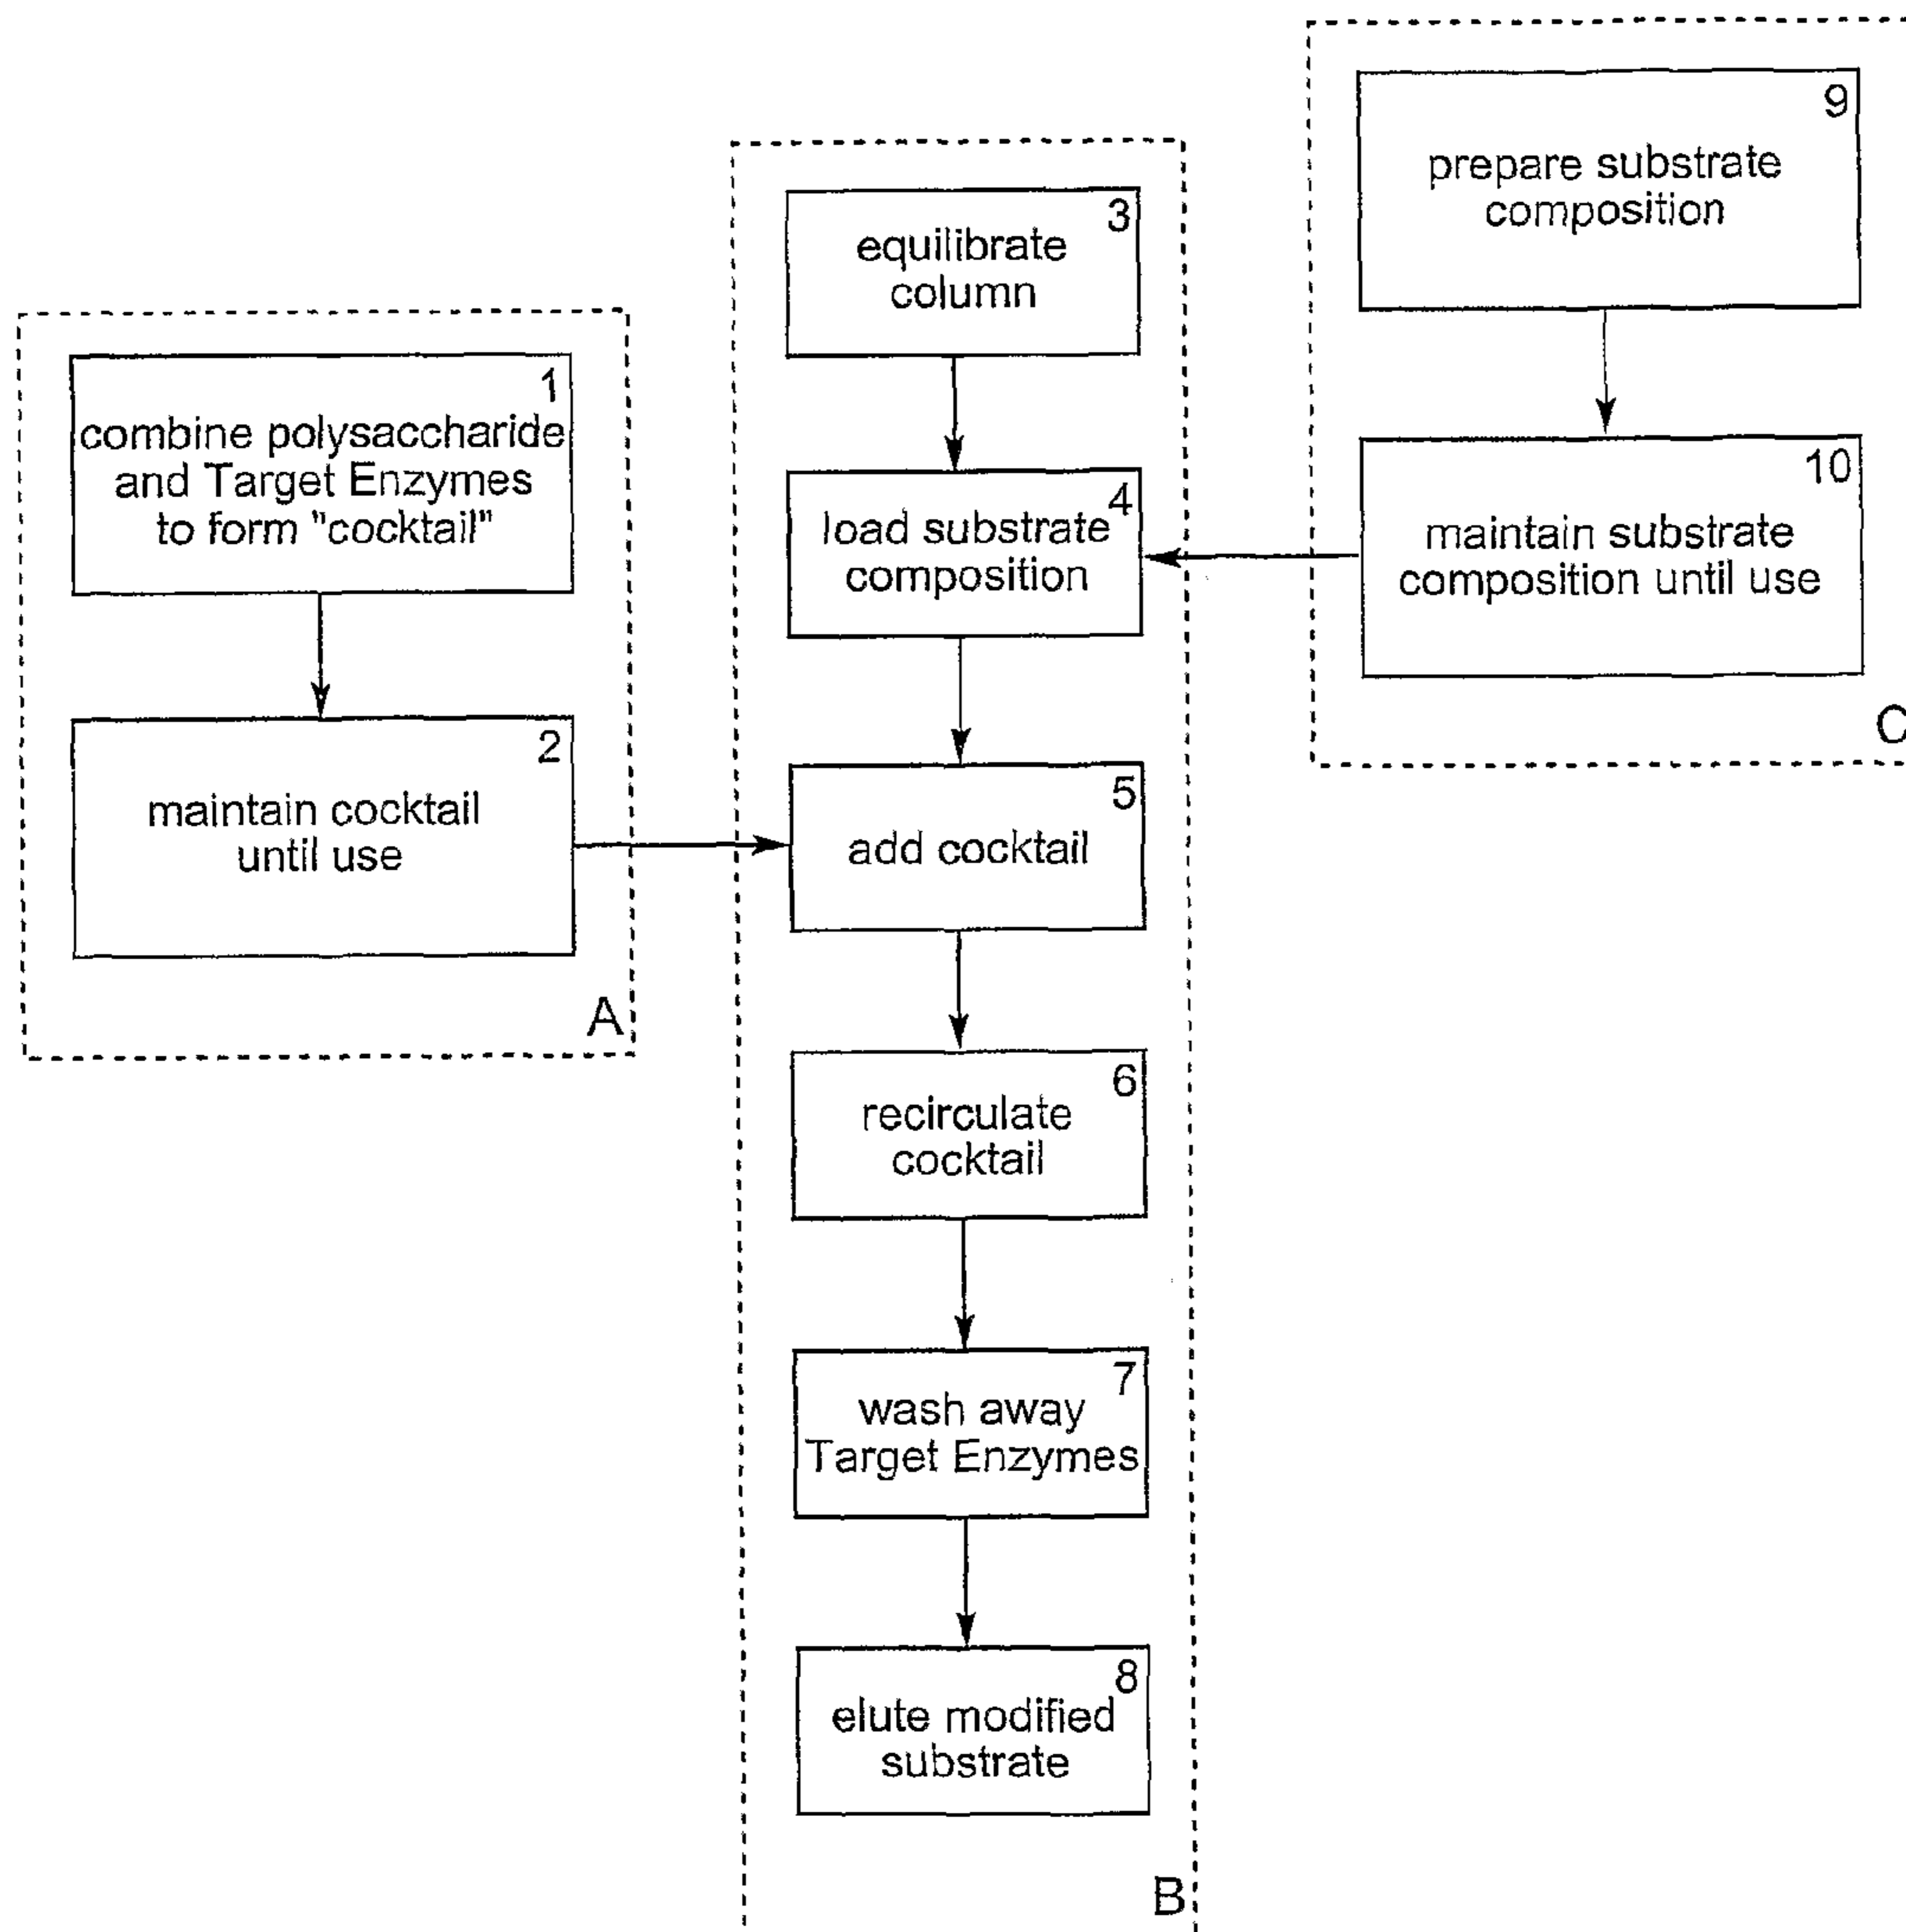 1
combine polysaccharide
and Target Enzymes
to form "cocktail"
2
maintain cocktail
until use
A
3
equilibrate
column
4
load substrate
composition
5
add cocktail
6
recirculate
cocktail
7
wash away
Target Enzymes
8
elute modified
substrate
B
9
prepare substrate
composition
10
maintain substrate
composition until use
C